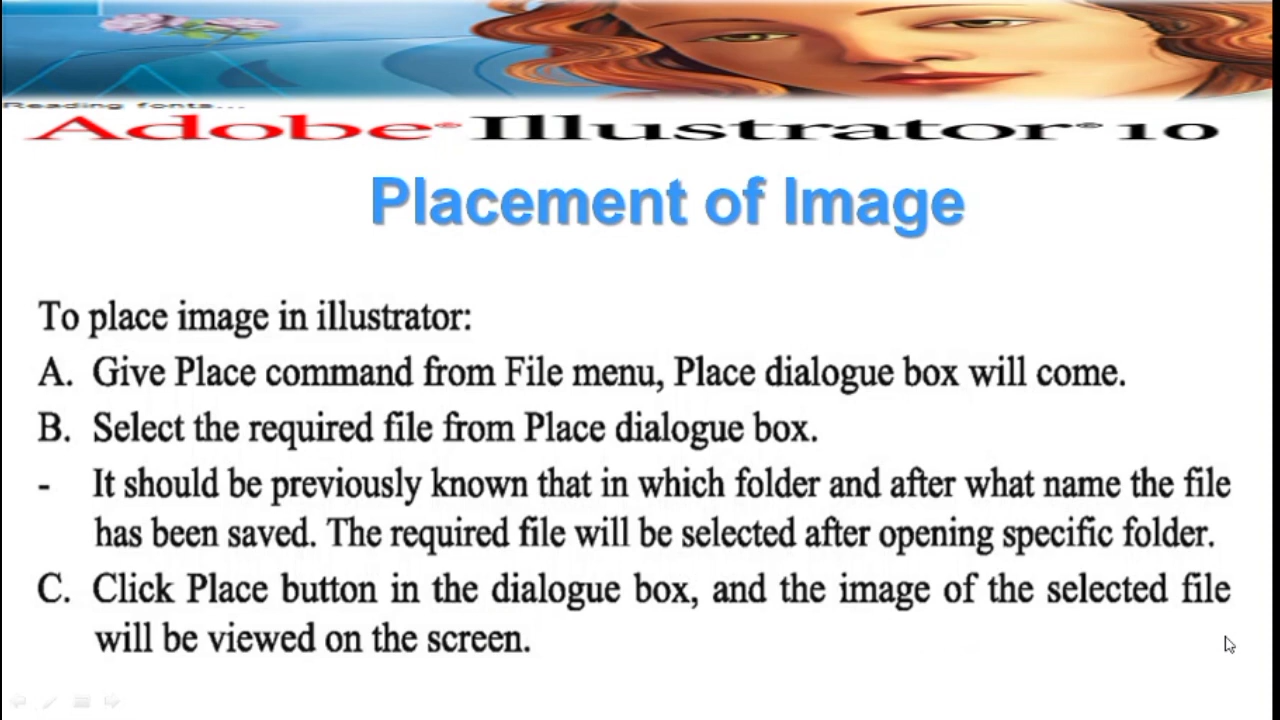 Reading fonts...
Adobe® Illustrator® 10
Placement of Image
To place image in illustrator:
A. Give Place command from File menu, Place dialogue box will come.
B. Select the required file from Place dialogue box.
- It should be previously known that in which folder and after what name the file
has been saved. The required file will be selected after opening specific folder.
C. Click Place button in the dialogue box, and the image of the selected file
will be viewed on the screen.